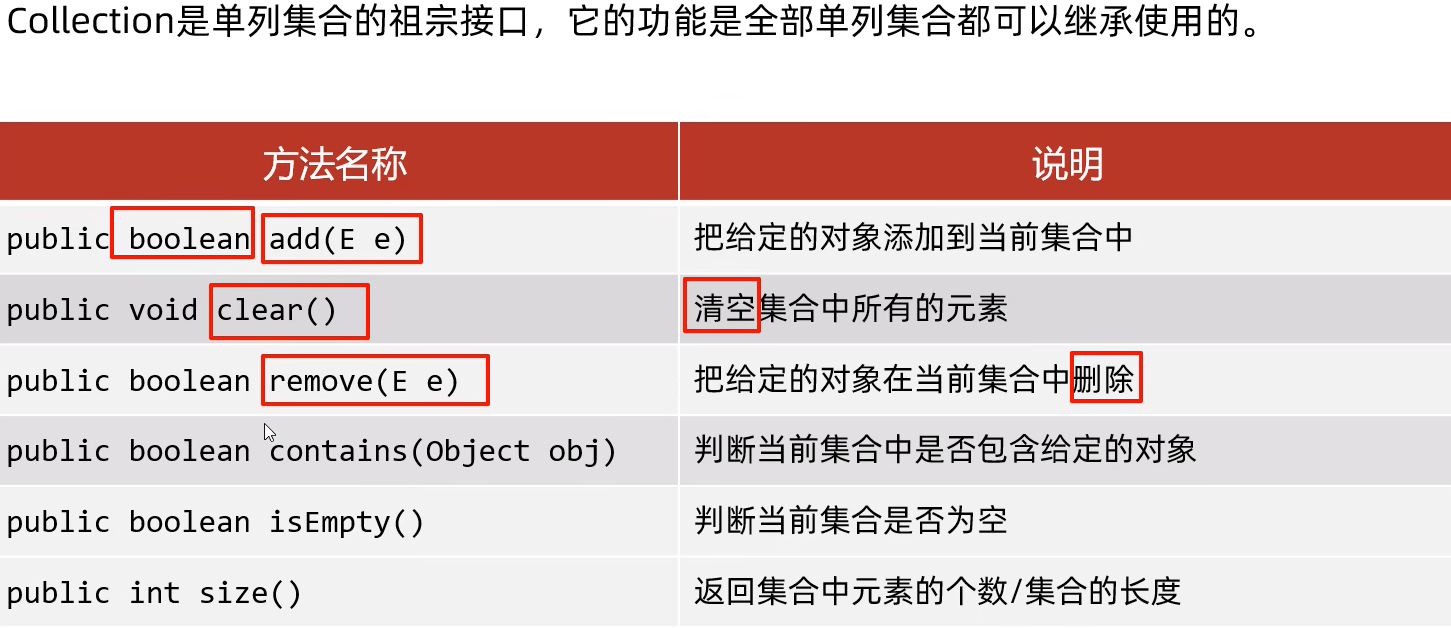 Collection是单列集合的祖宗接口，它的功能是全部单列集合都可以继承使用的。
方法名称 说明
public boolean add(E e) 把给定的对象添加到当前集合中
public void clear() 清空集合中所有的元素
public boolean remove(E e) 把给定的对象在当前集合中删除
public boolean contains(Object obj) 判断当前集合中是否包含给定的对象
public boolean isEmpty() 判断当前集合是否为空
public int size() 返回集合中元素的个数/集合的长度